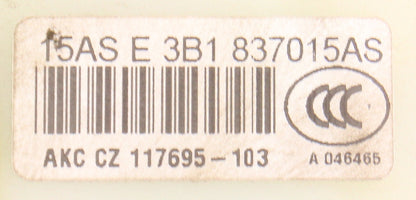 15AS E 3B1 837015AS
CCC
AKC CZ 117695-103
A 046465